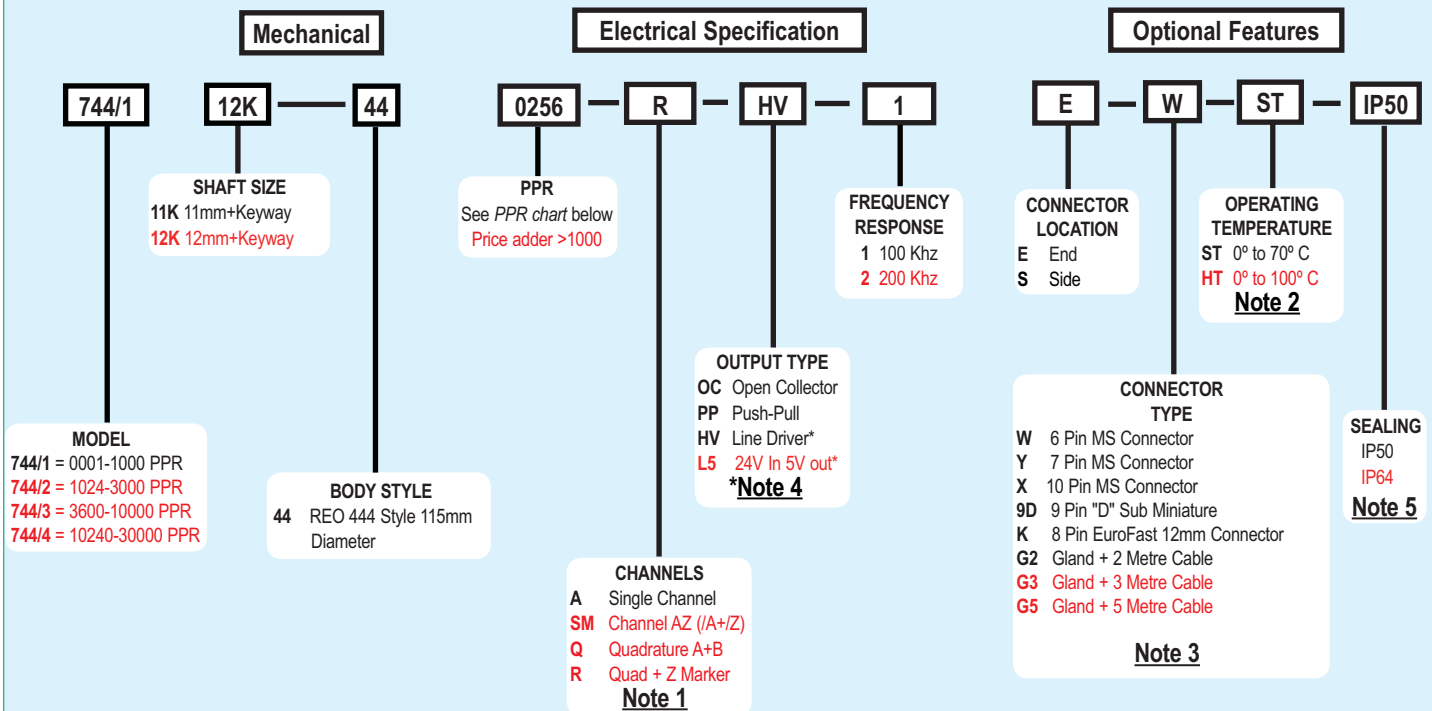 Mechanical
Electrical Specification
Optional Features
744/1
12K
44
0256
R
HV
1
E
W
ST
IP50
SHAFT SIZE
11K 11mm+Keyway
12K 12mm+Keyway
PPR
See PPR chart below
Price adder >1000
FREQUENCY
RESPONSE
1 100 Khz
2 200 Khz
CONNECTOR
LOCATION
E End
S Side
OPERATING
TEMPERATURE
ST 0º to 70º C
HT 0º to 100º C
Note 2
OUTPUT TYPE
OC Open Collector
PP Push-Pull
HV Line Driver*
L5 24V In 5V out*
*Note 4
CONNECTOR
TYPE
W 6 Pin MS Connector
Y 7 Pin MS Connector
X 10 Pin MS Connector
9D 9 Pin "D" Sub Miniature
K 8 Pin EuroFast 12mm Connector
G2 Gland + 2 Metre Cable
G3 Gland + 3 Metre Cable
G5 Gland + 5 Metre Cable
Note 3
SEALING
IP50
IP64
Note 5
MODEL
744/1 = 0001-1000 PPR
744/2 = 1024-3000 PPR
744/3 = 3600-10000 PPR
744/4 = 10240-30000 PPR
BODY STYLE
44 REO 444 Style 115mm
Diameter
CHANNELS
A Single Channel
SM Channel AZ (/A+/Z)
Q Quadrature A+B
R Quad + Z Marker
Note 1